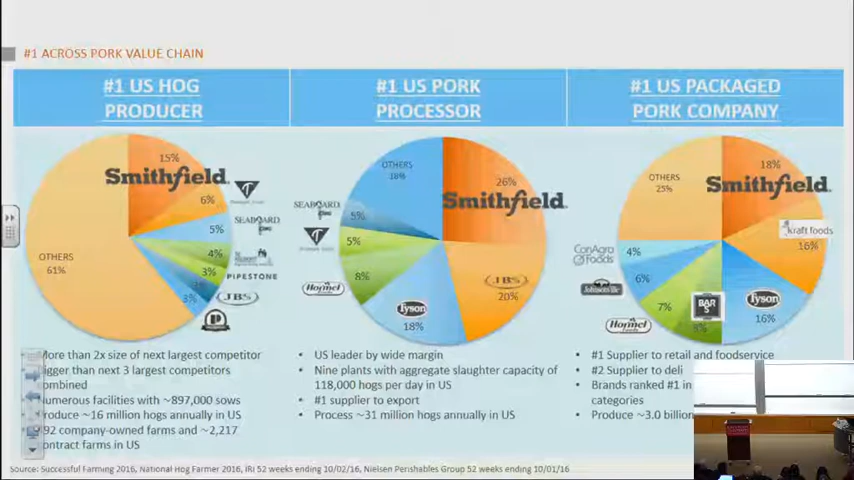 #1 ACROSS PORK VALUE CHAIN
#1 US HOG
PRODUCER
#1 US PORK
PROCESSOR
#1 US PACKAGED
PORK COMPANY
15%
Smithfield
6%
SEABOARD
5%
4%
3%
PIPESTONE
JBS
3%
OTHERS
61%
OTHERS
18%
26%
Smithfield
SEABOARD
5%
5%
Hormel
8%
Tyson
18%
JBS
20%
OTHERS
25%
18%
Smithfield
kraft foods
16%
ConAgra
Foods
4%
Johnsonville
6%
Hormel
7%
BAR
S
8%
Tyson
16%
More than 2x size of next largest competitor
Bigger than next 3 largest competitors
combined
Numerous facilities with ~897,000 sows
Produce ~16 million hogs annually in US
92 company-owned farms and ~2,217
contract farms in US
• US leader by wide margin
• Nine plants with aggregate slaughter capacity of
118,000 hogs per day in US
• #1 supplier to export
• Process ~31 million hogs annually in US
• #1 Supplier to retail and foodservice
• #2 Supplier to deli
• Brands ranked #1 in
categories
• Produce ~3.0 billion
Source: Successful Farming 2016, National Hog Farmer 2016, IRI 52 weeks ending 10/02/16, Nielsen Perishables Group 52 weeks ending 10/01/16